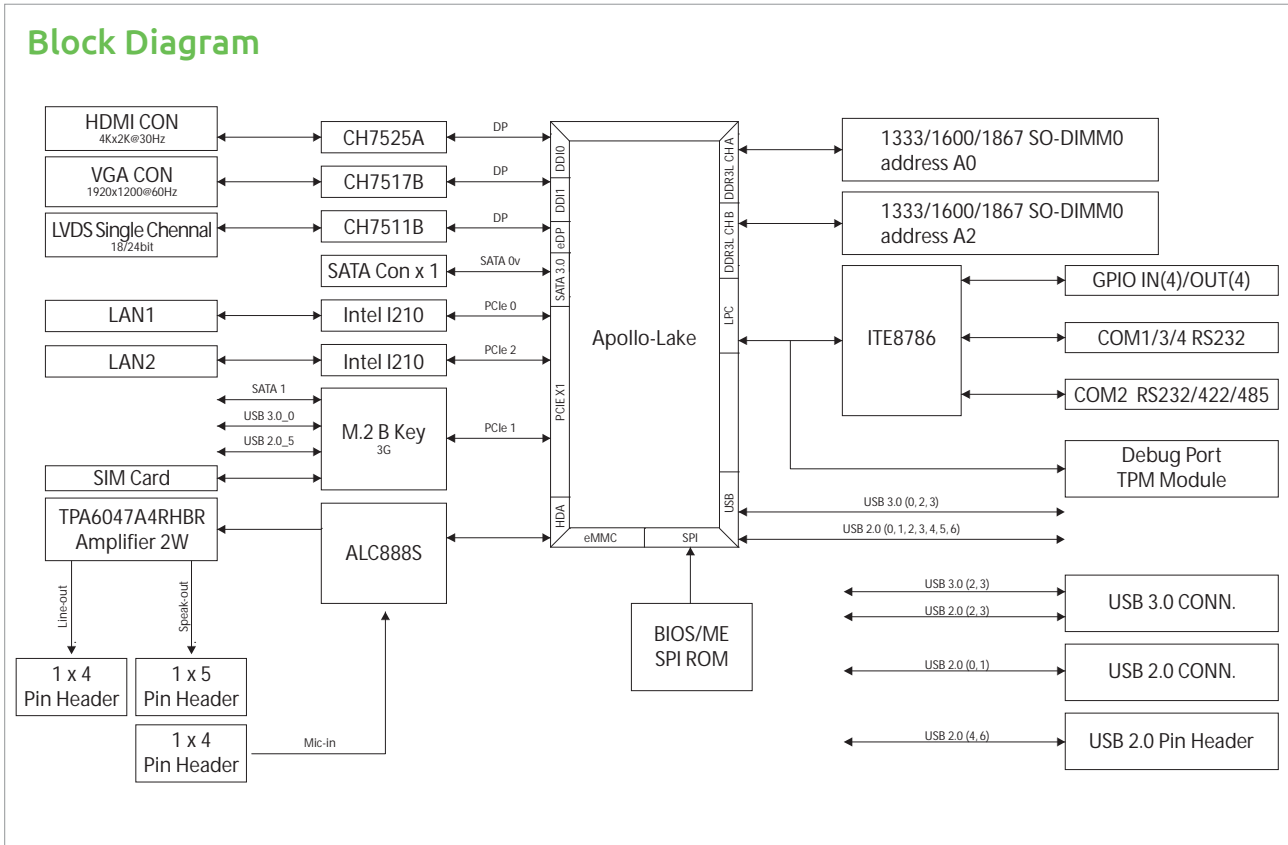 Block Diagram
HDMI CON
4Kx2K@30Hz
VGA CON
1920x1200@60Hz
LVDS Single Chennal
18/24bit
CH7525A
CH7517B
CH7511B
SATA Con x 1
DP
DP
DP
SATA 0v
LAN1
LAN2
Intel I210
Intel I210
PCIe 0
PCIe 2
SATA 1
USB 3.0_0
USB 2.0_5
M.2 B Key
3G
PCIe 1
SIM Card
TPA6047A4RHBR
Amplifier 2W
ALC888S
Line-out
Speak-out
1 x 4
Pin Header
1 x 5
Pin Header
1 x 4
Pin Header
Mic-in
DDI0
DDI1
eDP
SATA 3.0
PCIE X1
HDA
Apollo-Lake
eMMC
SPI
BIOS/ME
SPI ROM
DDR3L CH A
DDR3L CH B
LPC
USB
1333/1600/1867 SO-DIMM0
address A0
1333/1600/1867 SO-DIMM0
address A2
ITE8786
GPIO IN(4)/OUT(4)
COM1/3/4 RS232
COM2 RS232/422/485
Debug Port
TPM Module
USB 3.0 (0, 2, 3)
USB 2.0 (0, 1, 2, 3, 4, 5, 6)
USB 3.0 (2, 3)
USB 2.0 (2, 3)
USB 3.0 CONN.
USB 2.0 (0, 1)
USB 2.0 CONN.
USB 2.0 (4, 6)
USB 2.0 Pin Header